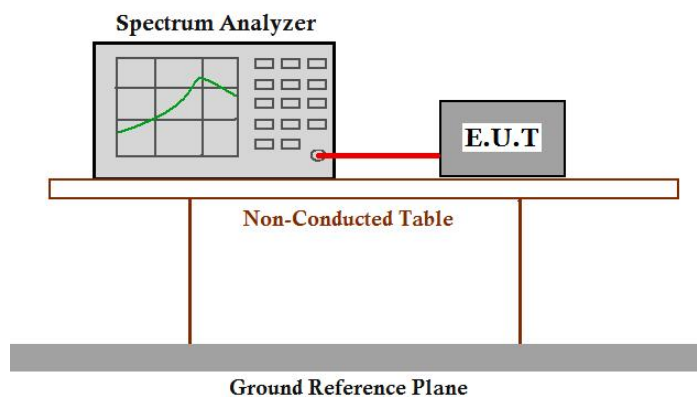 Spectrum Analyzer
E.U.T
Non-Conducted Table
Ground Reference Plane